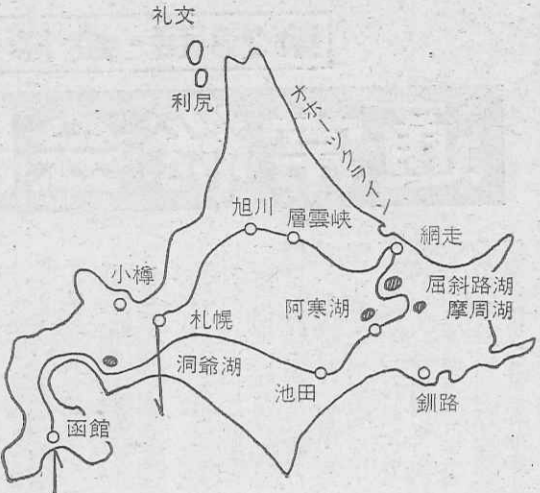 礼文
利尻
オホーツクライン
旭川
層雲峡
網走
小樽
屈斜路湖
札幌
阿寒湖
摩周湖
洞爺湖
池田
釧路
函館